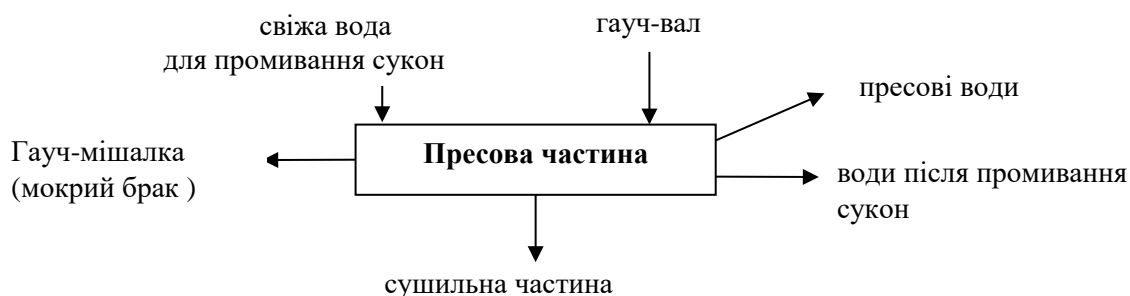 свіжа вода
для промивання сукон
гауч-вал
пресові води
Гауч-мішалка
(мокрий брак )
Пресова частина
води після промивання
сукон
сушильна частина